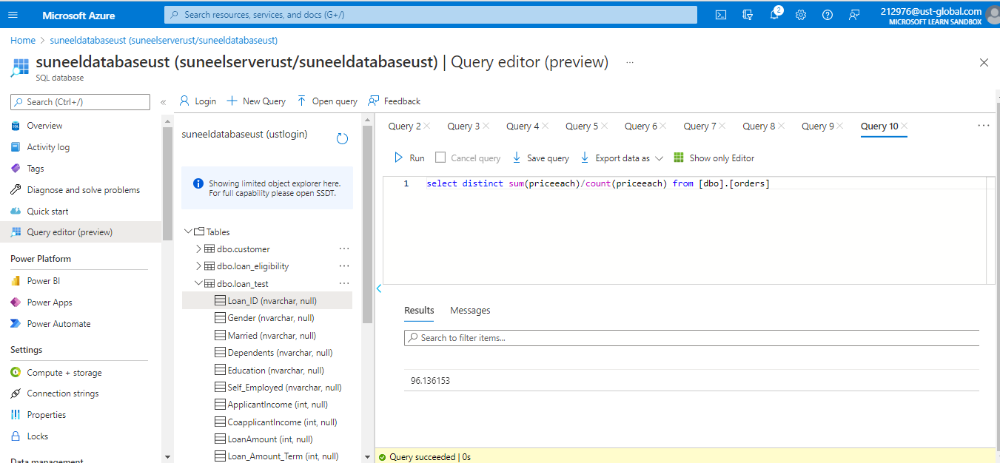 Microsoft Azure
Search resources, services, and docs (G+/)
2
212976@ust-global.com
MICROSOFT LEARN SANDBOX
Home > suneeldatabaseust (suneelserverust/suneeldatabaseust)
suneeldatabaseust (suneelserverust/suneeldatabaseust) | Query editor (preview) ...
SQL database
Search (Ctrl+/)
«
Overview
Activity log
Tags
Diagnose and solve problems
Quick start
Query editor (preview)
Power Platform
Power BI
Power Apps
Power Automate
Settings
Compute + storage
Connection strings
Properties
Locks
Data management
Login
New Query
Open query
Feedback
suneeldatabaseust (ustlogin)
Showing limited object explorer here.
For full capability please open SSDT.
Tables
dbo.customer ...
dbo.loan_eligibility ...
dbo.loan_test ...
Loan_ID (nvarchar, null)
Gender (nvarchar, null)
Married (nvarchar, null)
Dependents (nvarchar, null)
Education (nvarchar, null)
Self_Employed (nvarchar, null)
ApplicantIncome (int, null)
CoapplicantIncome (int, null)
LoanAmount (int, null)
Loan_Amount_Term (int, null)
Query 2 Query 3 Query 4 Query 5 Query 6 Query 7 Query 8 Query 9 Query 10 ...
Run Cancel query Save query Export data as Show only Editor
1 select distinct sum(priceeach)/count(priceeach) from [dbo].[orders]
Results Messages
Search to filter items...
96.136153
Query succeeded | 0s